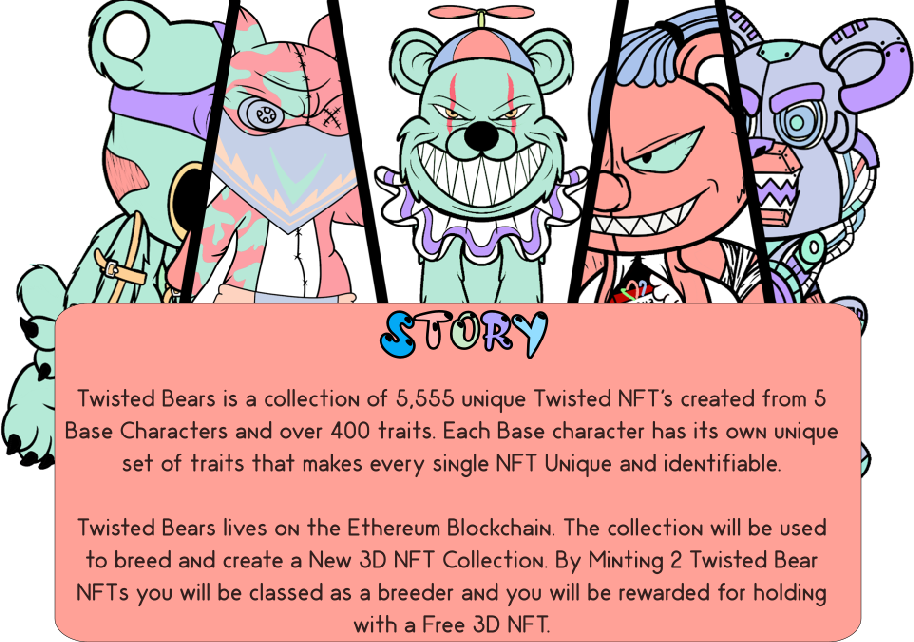 STORY
Twisted Bears is a collection of 5,555 unique Twisted NFT's created from 5
Base Characters and over 400 traits. Each Base character has its own unique
set of traits that makes every single NFT Unique and identifiable.
Twisted Bears lives on the Ethereum Blockchain. The collection will be used
to breed and create a New 3D NFT Collection. By Minting 2 Twisted Bear
NFTs you will be classed as a breeder and you will be rewarded for holding
with a Free 3D NFT.